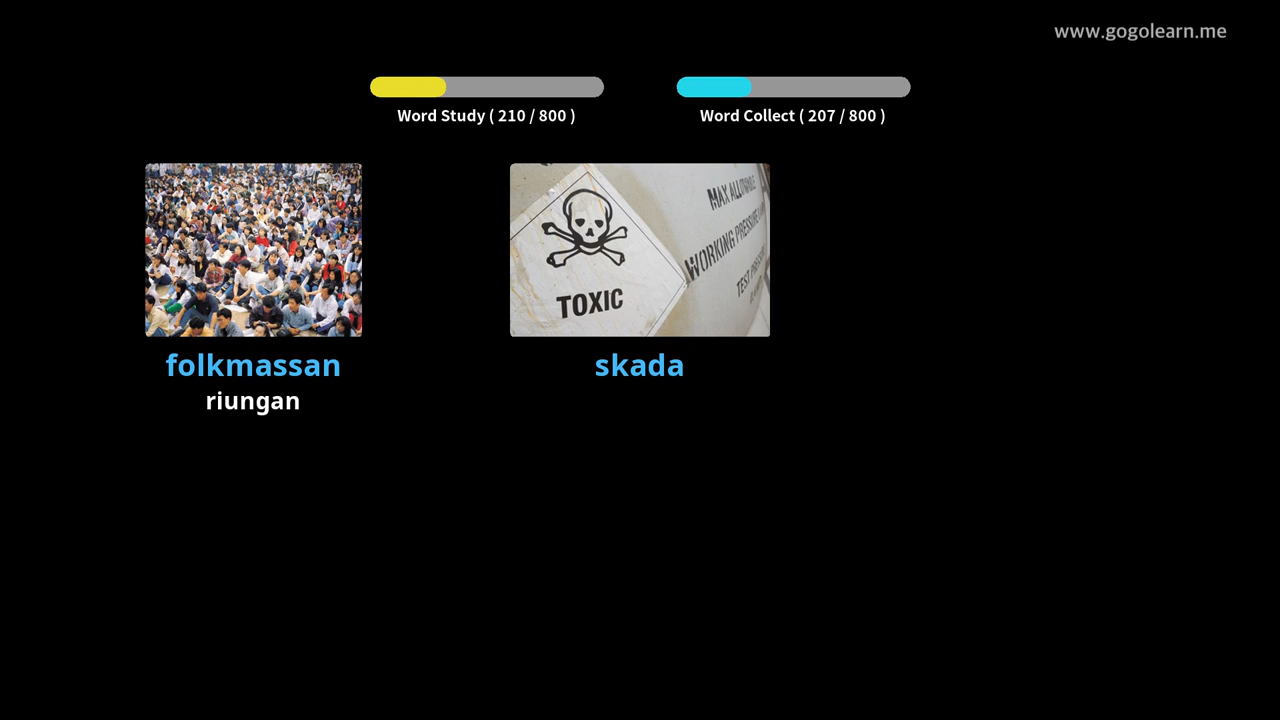 www.gogolearn.me
Word Study ( 210 / 800 )
Word Collect ( 207 / 800 )
TOXIC
MAX ALLOWABLE
WORKING PRESSURE
TEST
folkmassan
skada
riungan